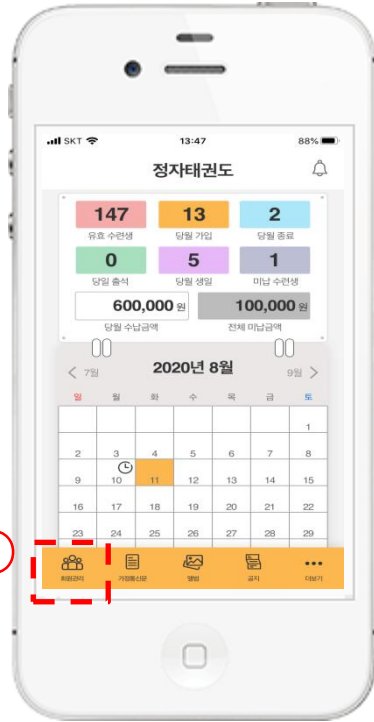 SKT 13:47 88%
정자태권도
147 13 2
유효 수련생 당월 가입 당월 종료
0 5 1
당일 출석 당월 생일 미납 수련생
600,000 원 100,000 원
당월 수납금액 전체 미납금액
< 7월 2020년 8월 9월 >
일 월 화 수 목 금 토
1
2 3 4 5 6 7 8
9 10 11 12 13 14 15
16 17 18 19 20 21 22
23 24 25 26 27 28 29
회원관리 가정통신문 앨범 공지 더보기